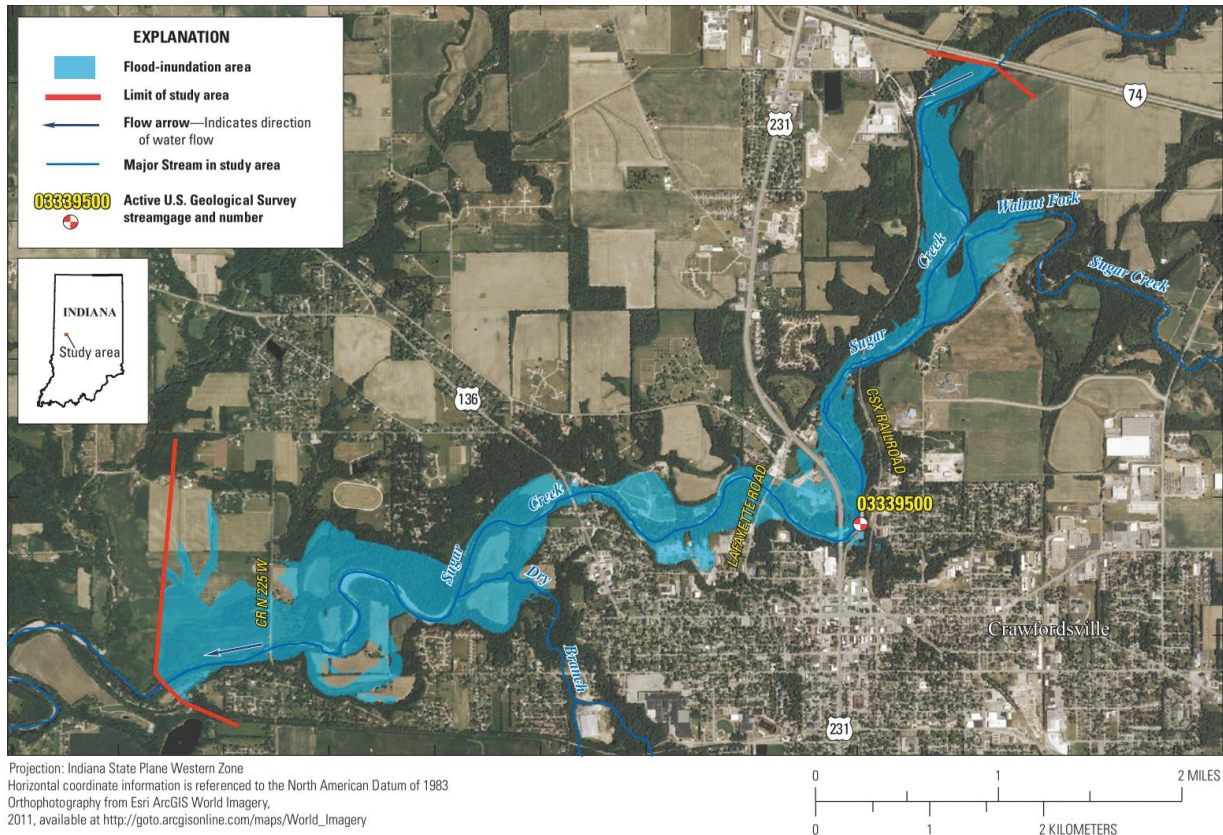 EXPLANATION
Flood-inundation area
Limit of study area
Flow arrow—Indicates direction
of water flow
Major Stream in study area
03339500
Active U.S. Geological Survey
streamgage and number
INDIANA
Study area
74
231
Walnut Fork
Creek
Sugar Creek
Sugar
136
CSX RAILROAD
LAFAYETTE ROAD
03339500
Creek
Sugar
Dry
CR N 225 W
Crawfordsville
Branch
231
Projection: Indiana State Plane Western Zone
Horizontal coordinate information is referenced to the North American Datum of 1983
Orthophotography from Esri ArcGIS World Imagery,
2011, available at http://goto.arcgisonline.com/maps/World_Imagery
0 1 2 MILES
0 1 2 KILOMETERS